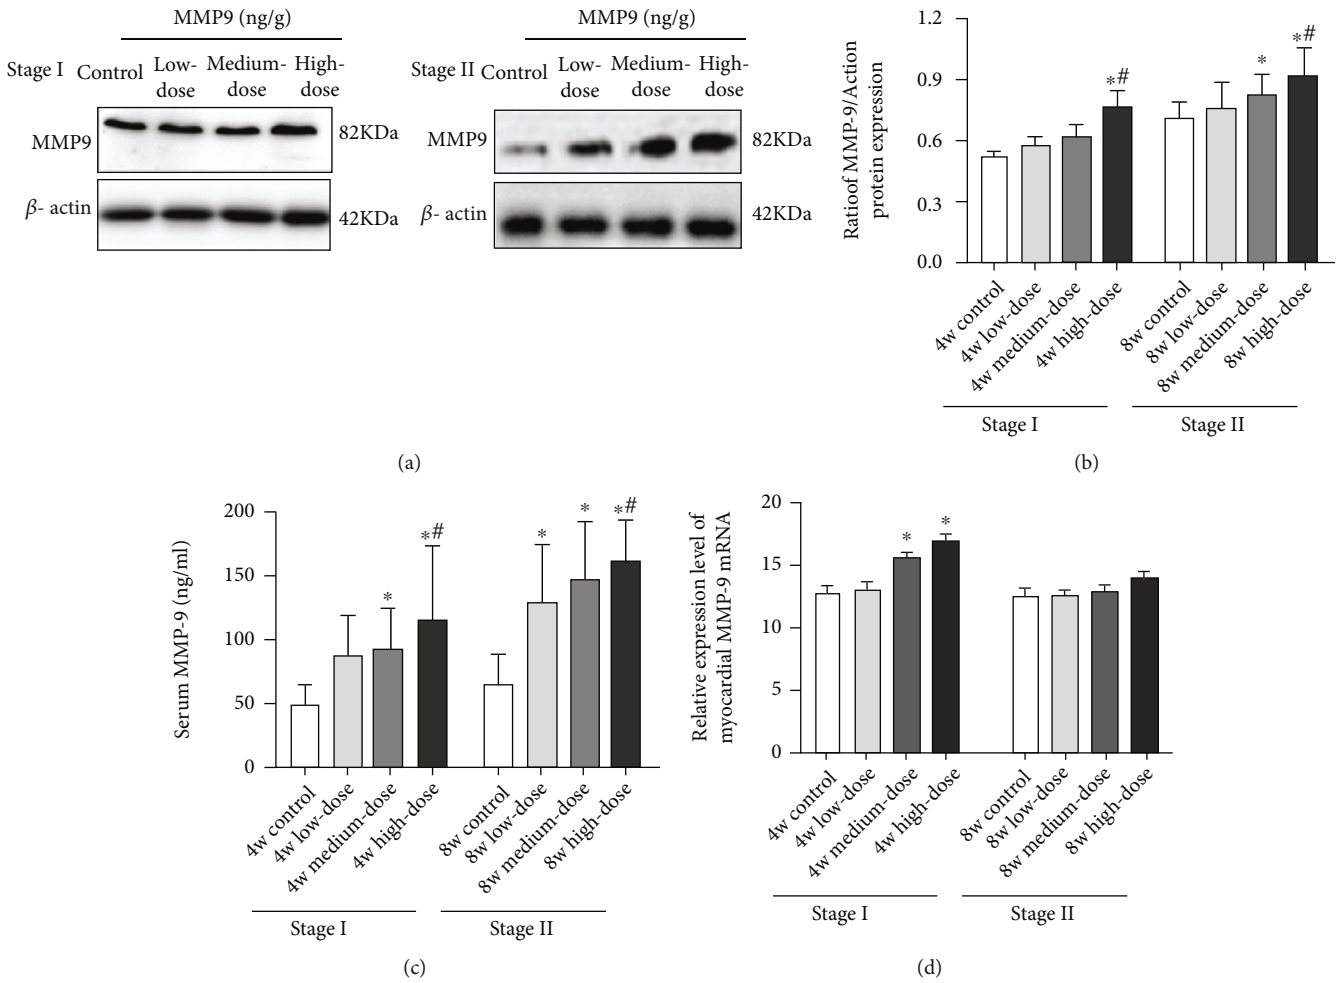 MMP9 (ng/g)
Stage I Control Low-dose Medium-dose High-dose
MMP9 82KDa
β- actin 42KDa
MMP9 (ng/g)
Stage II Control Low-dose Medium-dose High-dose
MMP9 82KDa
β- actin 42KDa
(a)
Ratioof MMP-9/Action
protein expression
1.2
0.9
0.6
0.3
0.0
*#
*
*#
4w control
4w low-dose
4w medium-dose
4w high-dose
8w control
8w low-dose
8w medium-dose
8w high-dose
Stage I
Stage II
(b)
Serum MMP-9 (ng/ml)
200
150
100
50
0
*
*#
*
*
*#
4w control
4w low-dose
4w medium-dose
4w high-dose
8w control
8w low-dose
8w medium-dose
8w high-dose
Stage I
Stage II
(c)
Relative expression level of
myocardial MMP-9 mRNA
20
15
10
5
0
*
*
4w control
4w low-dose
4w medium-dose
4w high-dose
8w control
8w low-dose
8w medium-dose
8w high-dose
Stage I
Stage II
(d)